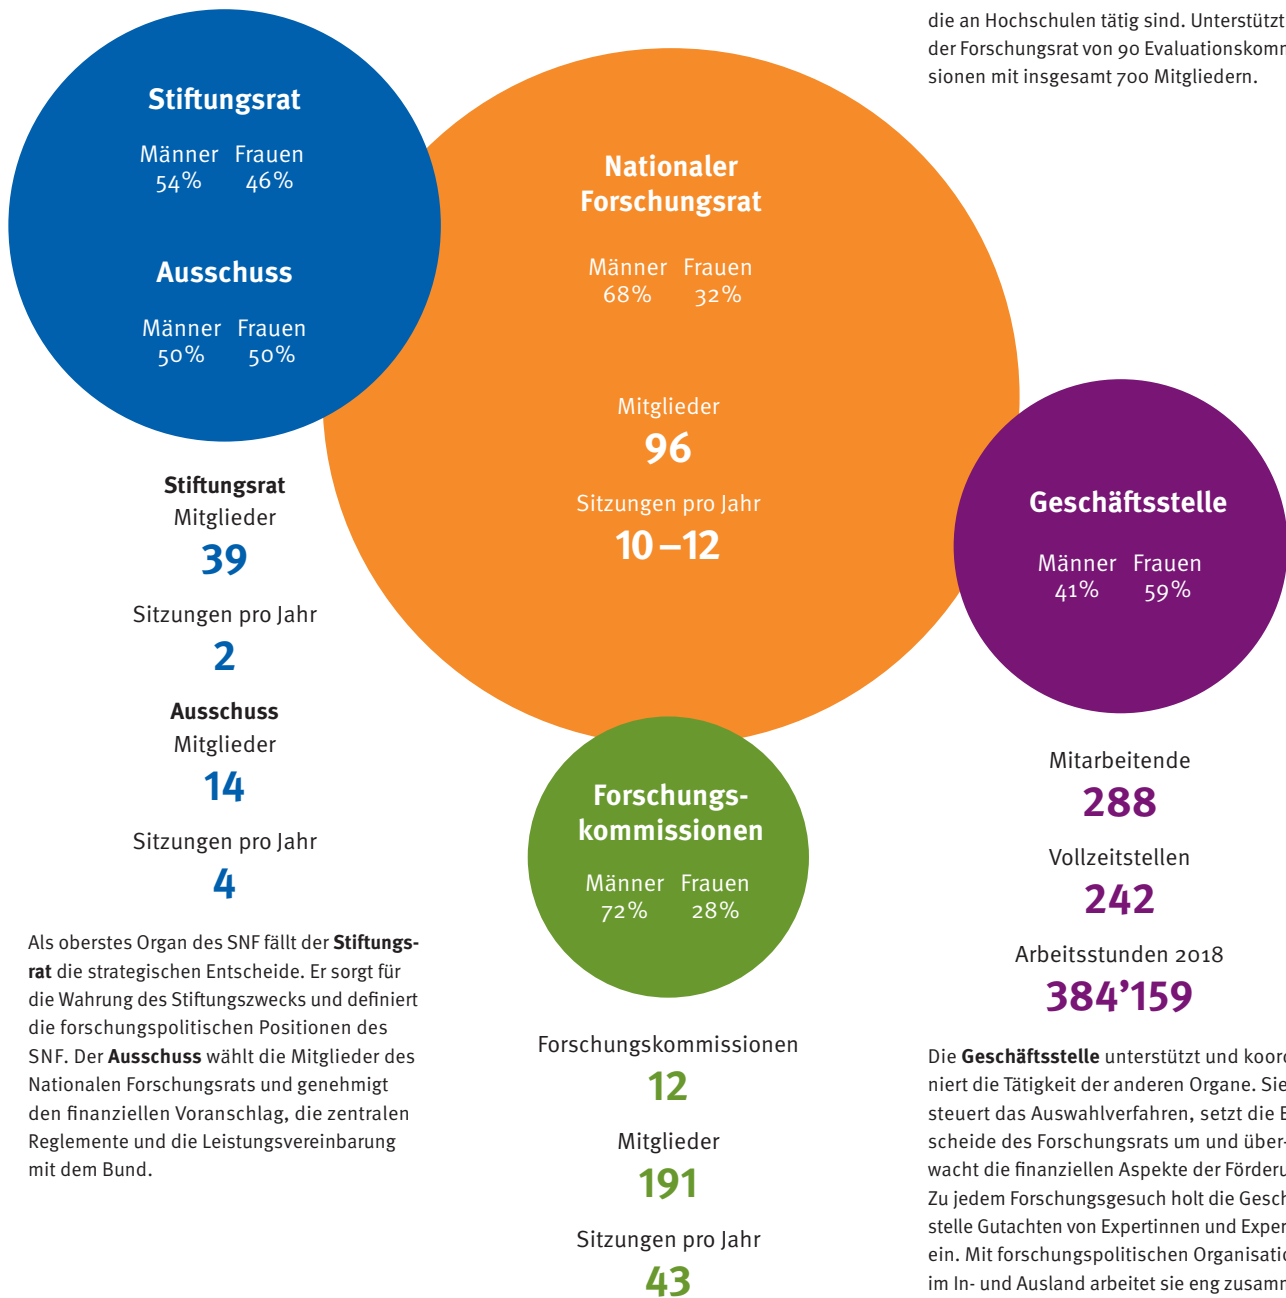 die an Hochschulen tätig sind. Unterstützt
der Forschungsrat von 90 Evaluationskomm
sionen mit insgesamt 700 Mitgliedern.
Stiftungsrat
Männer Frauen
54% 46%
Ausschuss
Männer Frauen
50% 50%
Nationaler
Forschungsrat
Männer Frauen
68% 32%
Mitglieder
96
Sitzungen pro Jahr
10–12
Geschäftsstelle
Männer Frauen
41% 59%
Stiftungsrat
Mitglieder
39
Sitzungen pro Jahr
2
Ausschuss
Mitglieder
14
Sitzungen pro Jahr
4
Als oberstes Organ des SNF fällt der Stiftungs-
rat die strategischen Entscheide. Er sorgt für
die Wahrung des Stiftungszwecks und definiert
die forschungspolitischen Positionen des
SNF. Der Ausschuss wählt die Mitglieder des
Nationalen Forschungsrats und genehmigt
den finanziellen Voranschlag, die zentralen
Reglemente und die Leistungsvereinbarung
mit dem Bund.
Forschungs-
kommissionen
Männer Frauen
72% 28%
Forschungskommissionen
12
Mitglieder
191
Sitzungen pro Jahr
43
Mitarbeitende
288
Vollzeitstellen
242
Arbeitsstunden 2018
384’159
Die Geschäftsstelle unterstützt und koord
niert die Tätigkeit der anderen Organe. Sie
steuert das Auswahlverfahren, setzt die E
scheide des Forschungsrats um und über-
wacht die finanziellen Aspekte der Förderu
Zu jedem Forschungsgesuch holt die Gesch
stelle Gutachten von Expertinnen und Exper
ein. Mit forschungspolitischen Organisatio
im In- und Ausland arbeitet sie eng zusamm